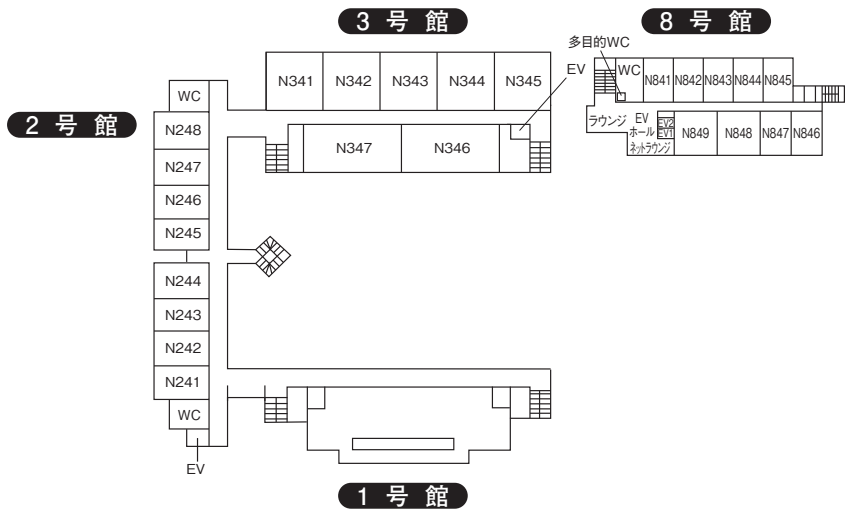 3 号 館
8 号 館
2 号 館
N341
N342
N343
N344
N345
EV
N347
N346
WC
N248
N247
N246
N245
N244
N243
N242
N241
WC
EV
1 号 館
多目的WC
WC
N841
N842
N843
N844
N845
ラウンジ
EV
ホール
ネットラウンジ
EV2
EV1
N849
N848
N847
N846